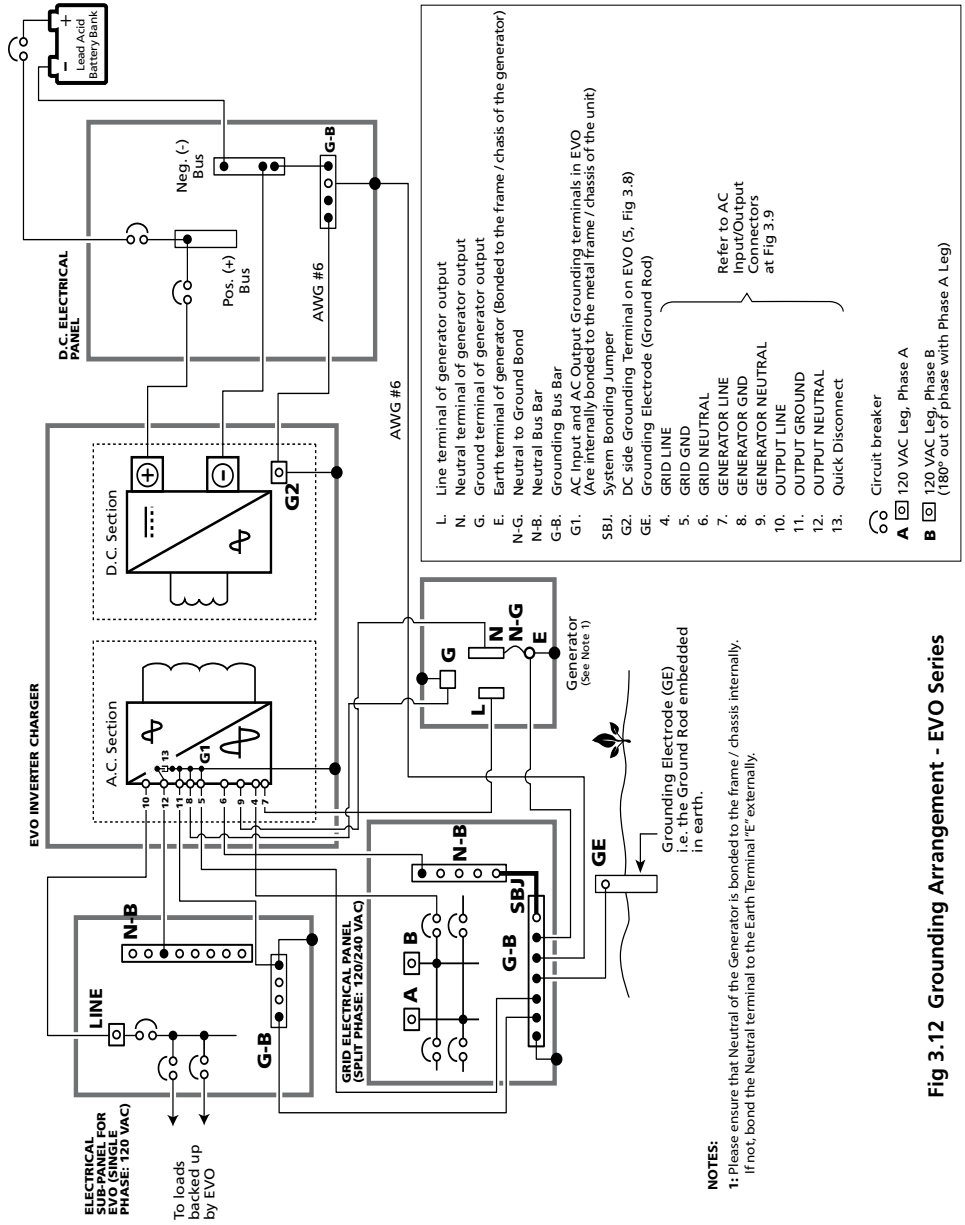 ELECTRICAL
SUB-PANEL FOR
EVO (SINGLE
PHASE: 120 VAC)
To loads
backed up
by EVO
LINE
N-B
G-B
EVO INVERTER CHARGER
A.C. Section
13
G1
10
12
11
8
5
6
9
4
7
D.C. Section
G2
D.C. ELECTRICAL
PANEL
Pos. (+)
Bus
Neg. (-)
Bus
G-B
AWG #6
AWG #6
Lead Acid
Battery Bank
+
-
GRID ELECTRICAL PANEL
(SPLIT PHASE: 120/240 VAC)
A
B
N-B
SBJ
G-B
L
G
N
N-G
E
Generator
(See Note 1)
GE
Grounding Electrode (GE)
i.e. the Ground Rod embedded
in earth.
L. Line terminal of generator output
N. Neutral terminal of generator output
G. Ground terminal of generator output
E. Earth terminal of generator (Bonded to the frame / chasis of the generator)
N-G. Neutral to Ground Bond
N-B. Neutral Bus Bar
G-B. Grounding Bus Bar
G1. AC Input and AC Output Grounding terminals in EVO
(Are internally bonded to the metal frame / chassis of the unit)
SBJ. System Bonding Jumper
G2. DC side Grounding Terminal on EVO (5, Fig 3.8)
GE. Grounding Electrode (Ground Rod)
4. GRID LINE
5. GRID GND
6. GRID NEUTRAL
7. GENERATOR LINE
8. GENERATOR GND
9. GENERATOR NEUTRAL
10. OUTPUT LINE
11. OUTPUT GROUND
12. OUTPUT NEUTRAL
13. Quick Disconnect
Refer to AC
Input/Output
Connectors
at Fig 3.9
Circuit breaker
A 120 VAC Leg, Phase A
B 120 VAC Leg, Phase B
(180° out of phase with Phase A Leg)
NOTES:
1: Please ensure that Neutral of the Generator is bonded to the frame / chassis internally.
If not, bond the Neutral terminal to the Earth Terminal "E" externally.
Fig 3.12 Grounding Arrangement - EVO Series